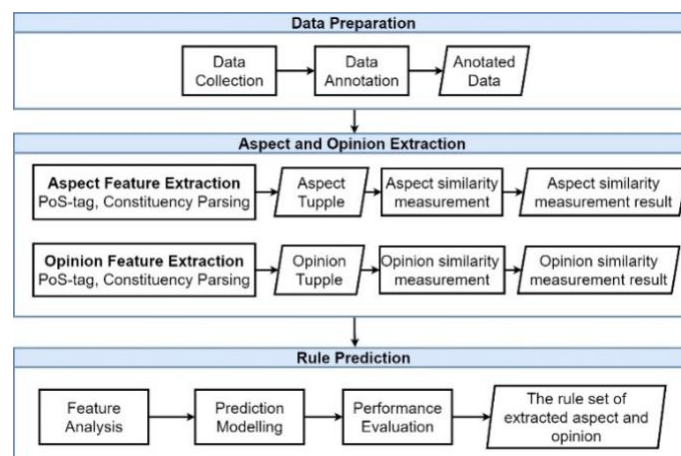 Data Preparation
Data
Collection
Data
Annotation
Anotated
Data
Aspect and Opinion Extraction
Aspect Feature Extraction
PoS-tag, Constituency Parsing
Aspect
Tupple
Aspect similarity
measurement
Aspect similarity
measurement result
Opinion Feature Extraction
PoS-tag, Constituency Parsing
Opinion
Tupple
Opinion similarity
measurement
Opinion similarity
measurement result
Rule Prediction
Feature
Analysis
Prediction
Modelling
Performance
Evaluation
The rule set of
extracted aspect and
opinion